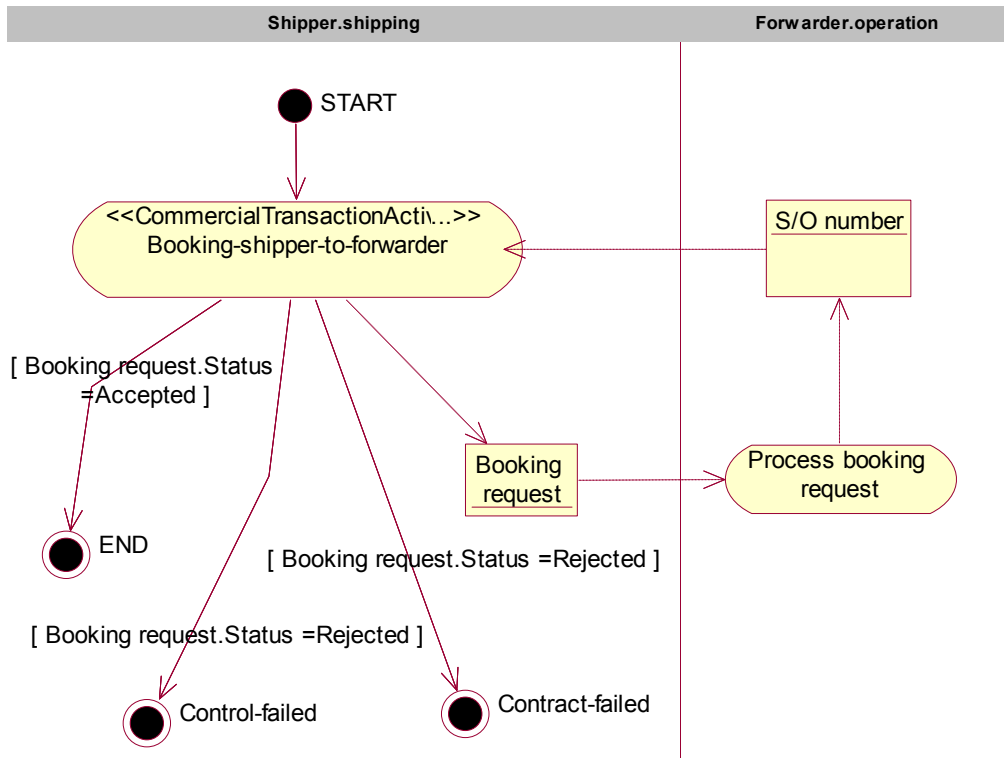 Shipper.shipping
Forwarder.operation
START
<<CommercialTransactionActiv...>>
Booking-shipper-to-forwarder
S/O number
[ Booking request.Status
=Accepted ]
Booking
request
Process booking
request
END
[ Booking request.Status =Rejected ]
[ Booking request.Status =Rejected ]
Control-failed
Contract-failed